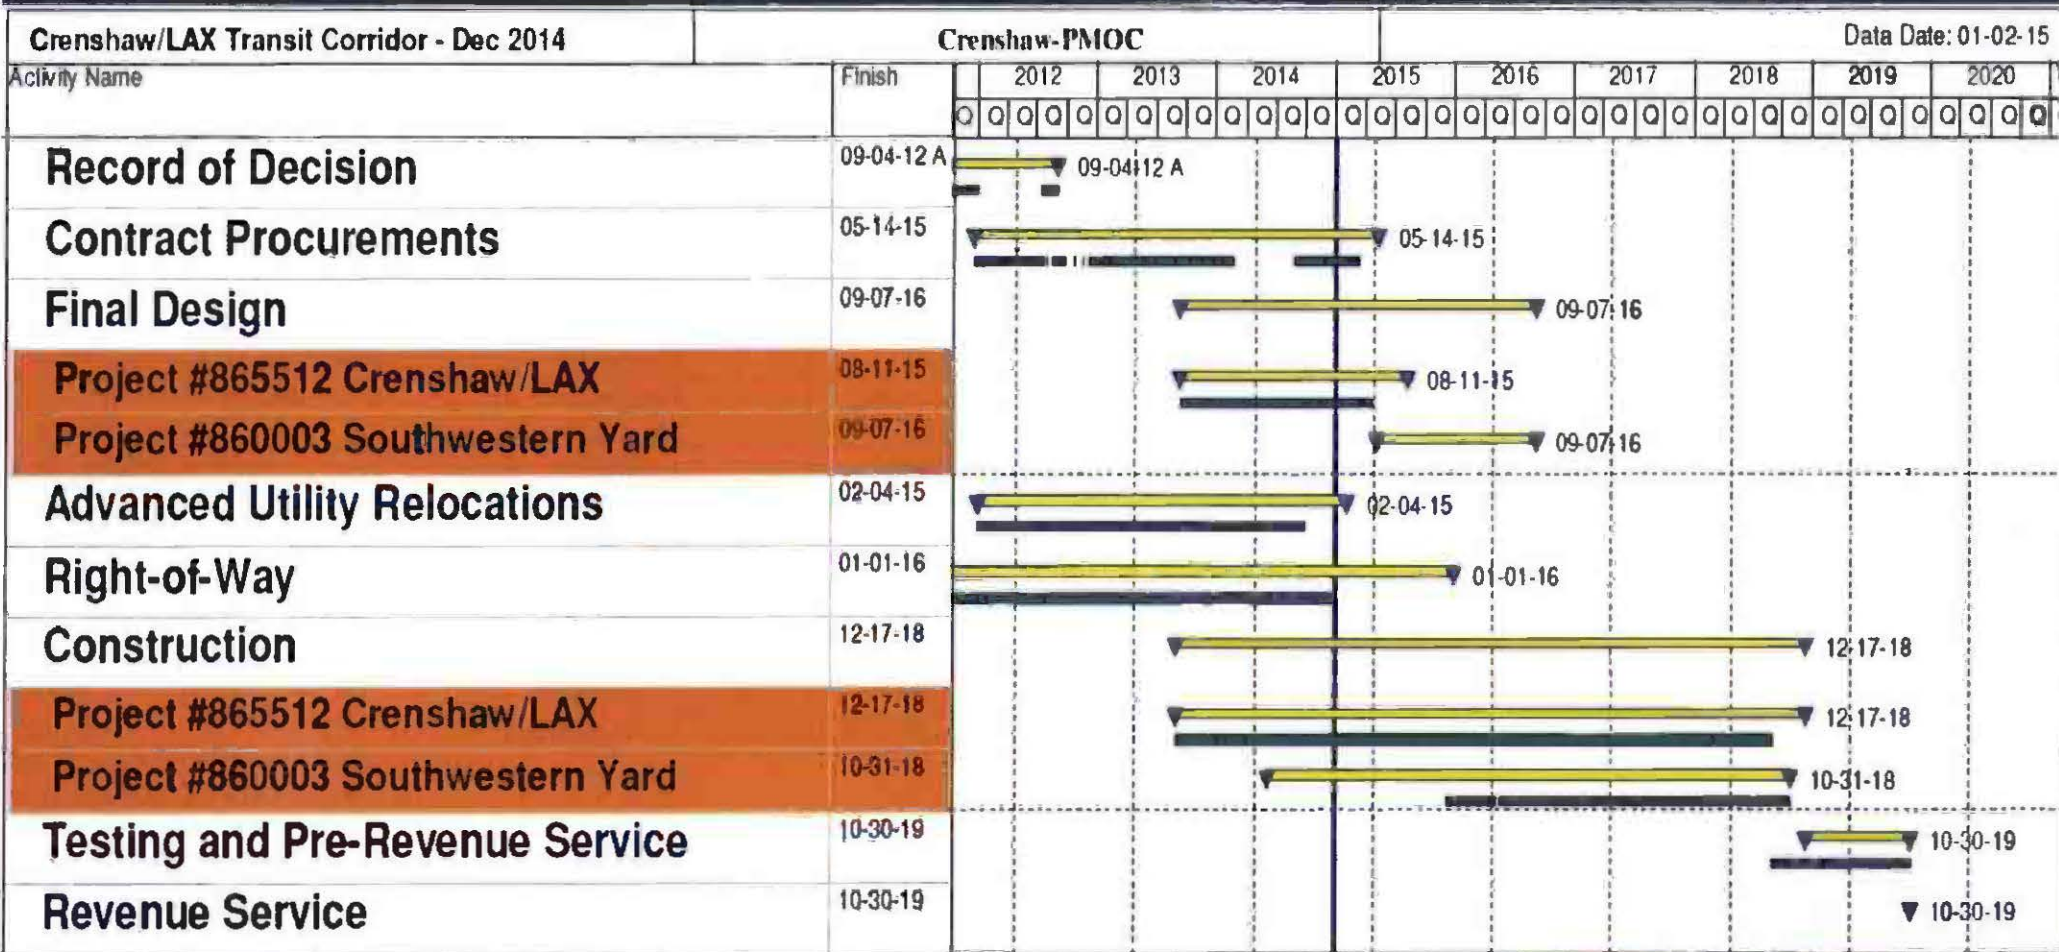 Crenshaw/LAX Transit Corridor - Dec 2014 Crenshaw-PMOC Data Date: 01-02-15
Activity Name Finish 2012 2013 2014 2015 2016 2017 2018 2019 2020
Q Q Q Q Q Q Q Q Q Q Q Q Q Q Q Q Q Q Q Q Q Q Q Q Q Q Q Q Q Q Q Q Q Q Q Q Q
Record of Decision 09-04-12 A 09-04-12 A
Contract Procurements 05-14-15 05-14-15
Final Design 09-07-16 09-07-16
Project #865512 Crenshaw/LAX 08-11-15 08-11-15
Project #860003 Southwestern Yard 09-07-16 09-07-16
Advanced Utility Relocations 02-04-15 02-04-15
Right-of-Way 01-01-16 01-01-16
Construction 12-17-18 12-17-18
Project #865512 Crenshaw/LAX 12-17-18 12-17-18
Project #860003 Southwestern Yard 10-31-18 10-31-18
Testing and Pre-Revenue Service 10-30-19 10-30-19
Revenue Service 10-30-19 10-30-19